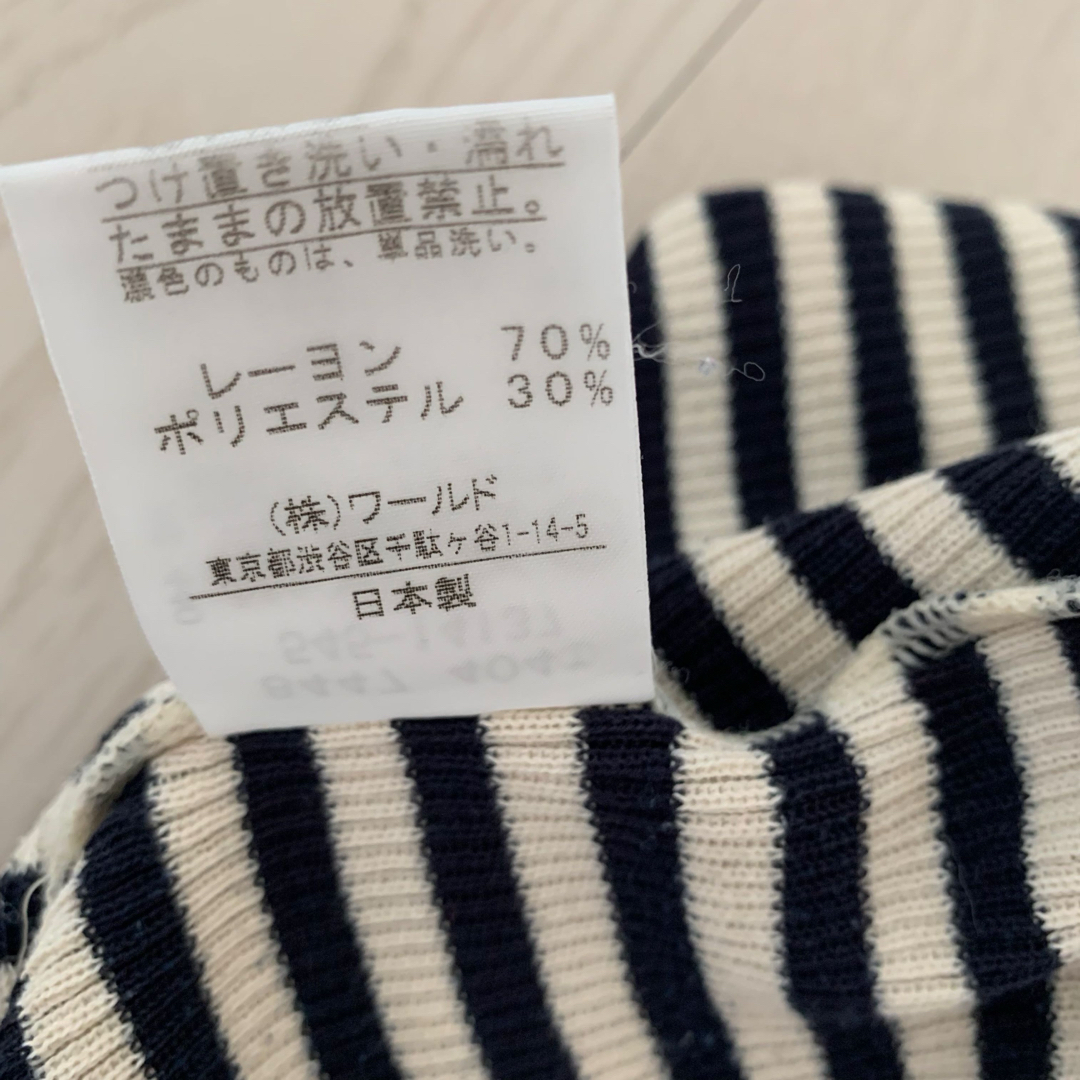 つけ置き洗い・濡れ
たままの放置禁止。
濃色のものは、単品洗い。
レーヨン 70%
ポリエステル 30%
(株)ワールド
東京都渋谷区千駄ケ谷1-14-5
日本製